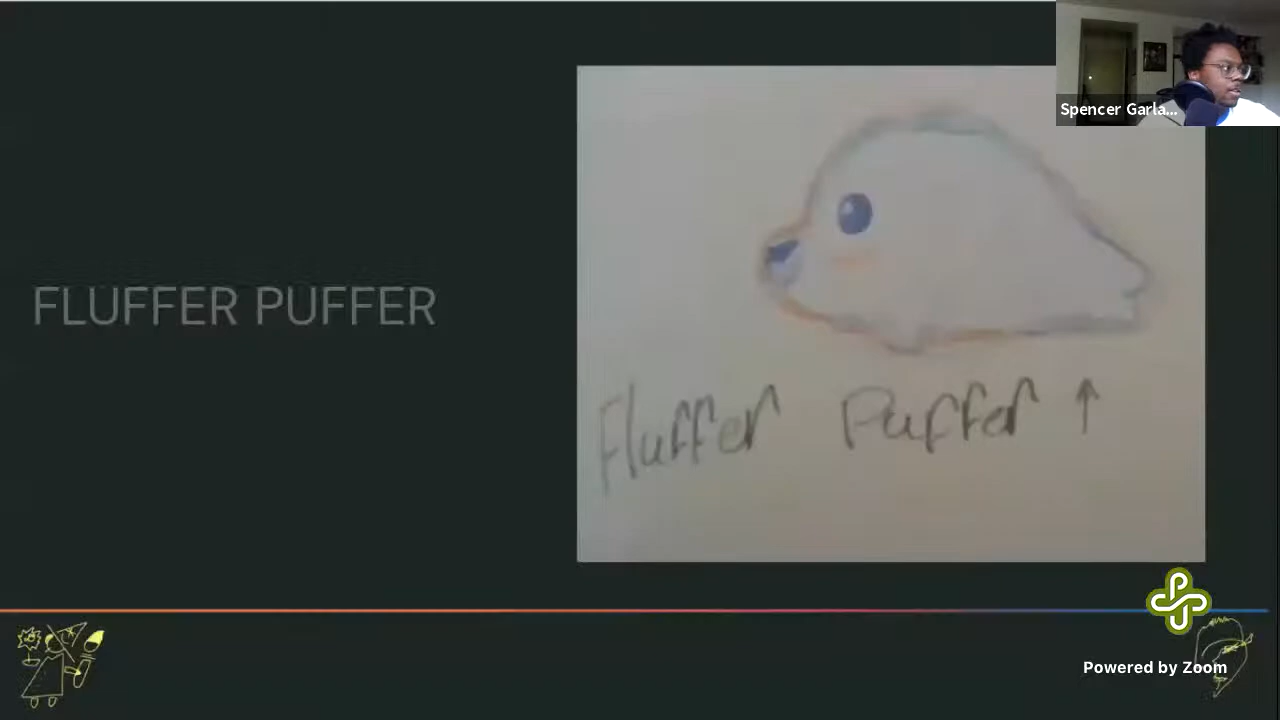 Spencer Garla...
FLUFFER PUFFER
Fluffer Puffer ↑
Powered by Zoom